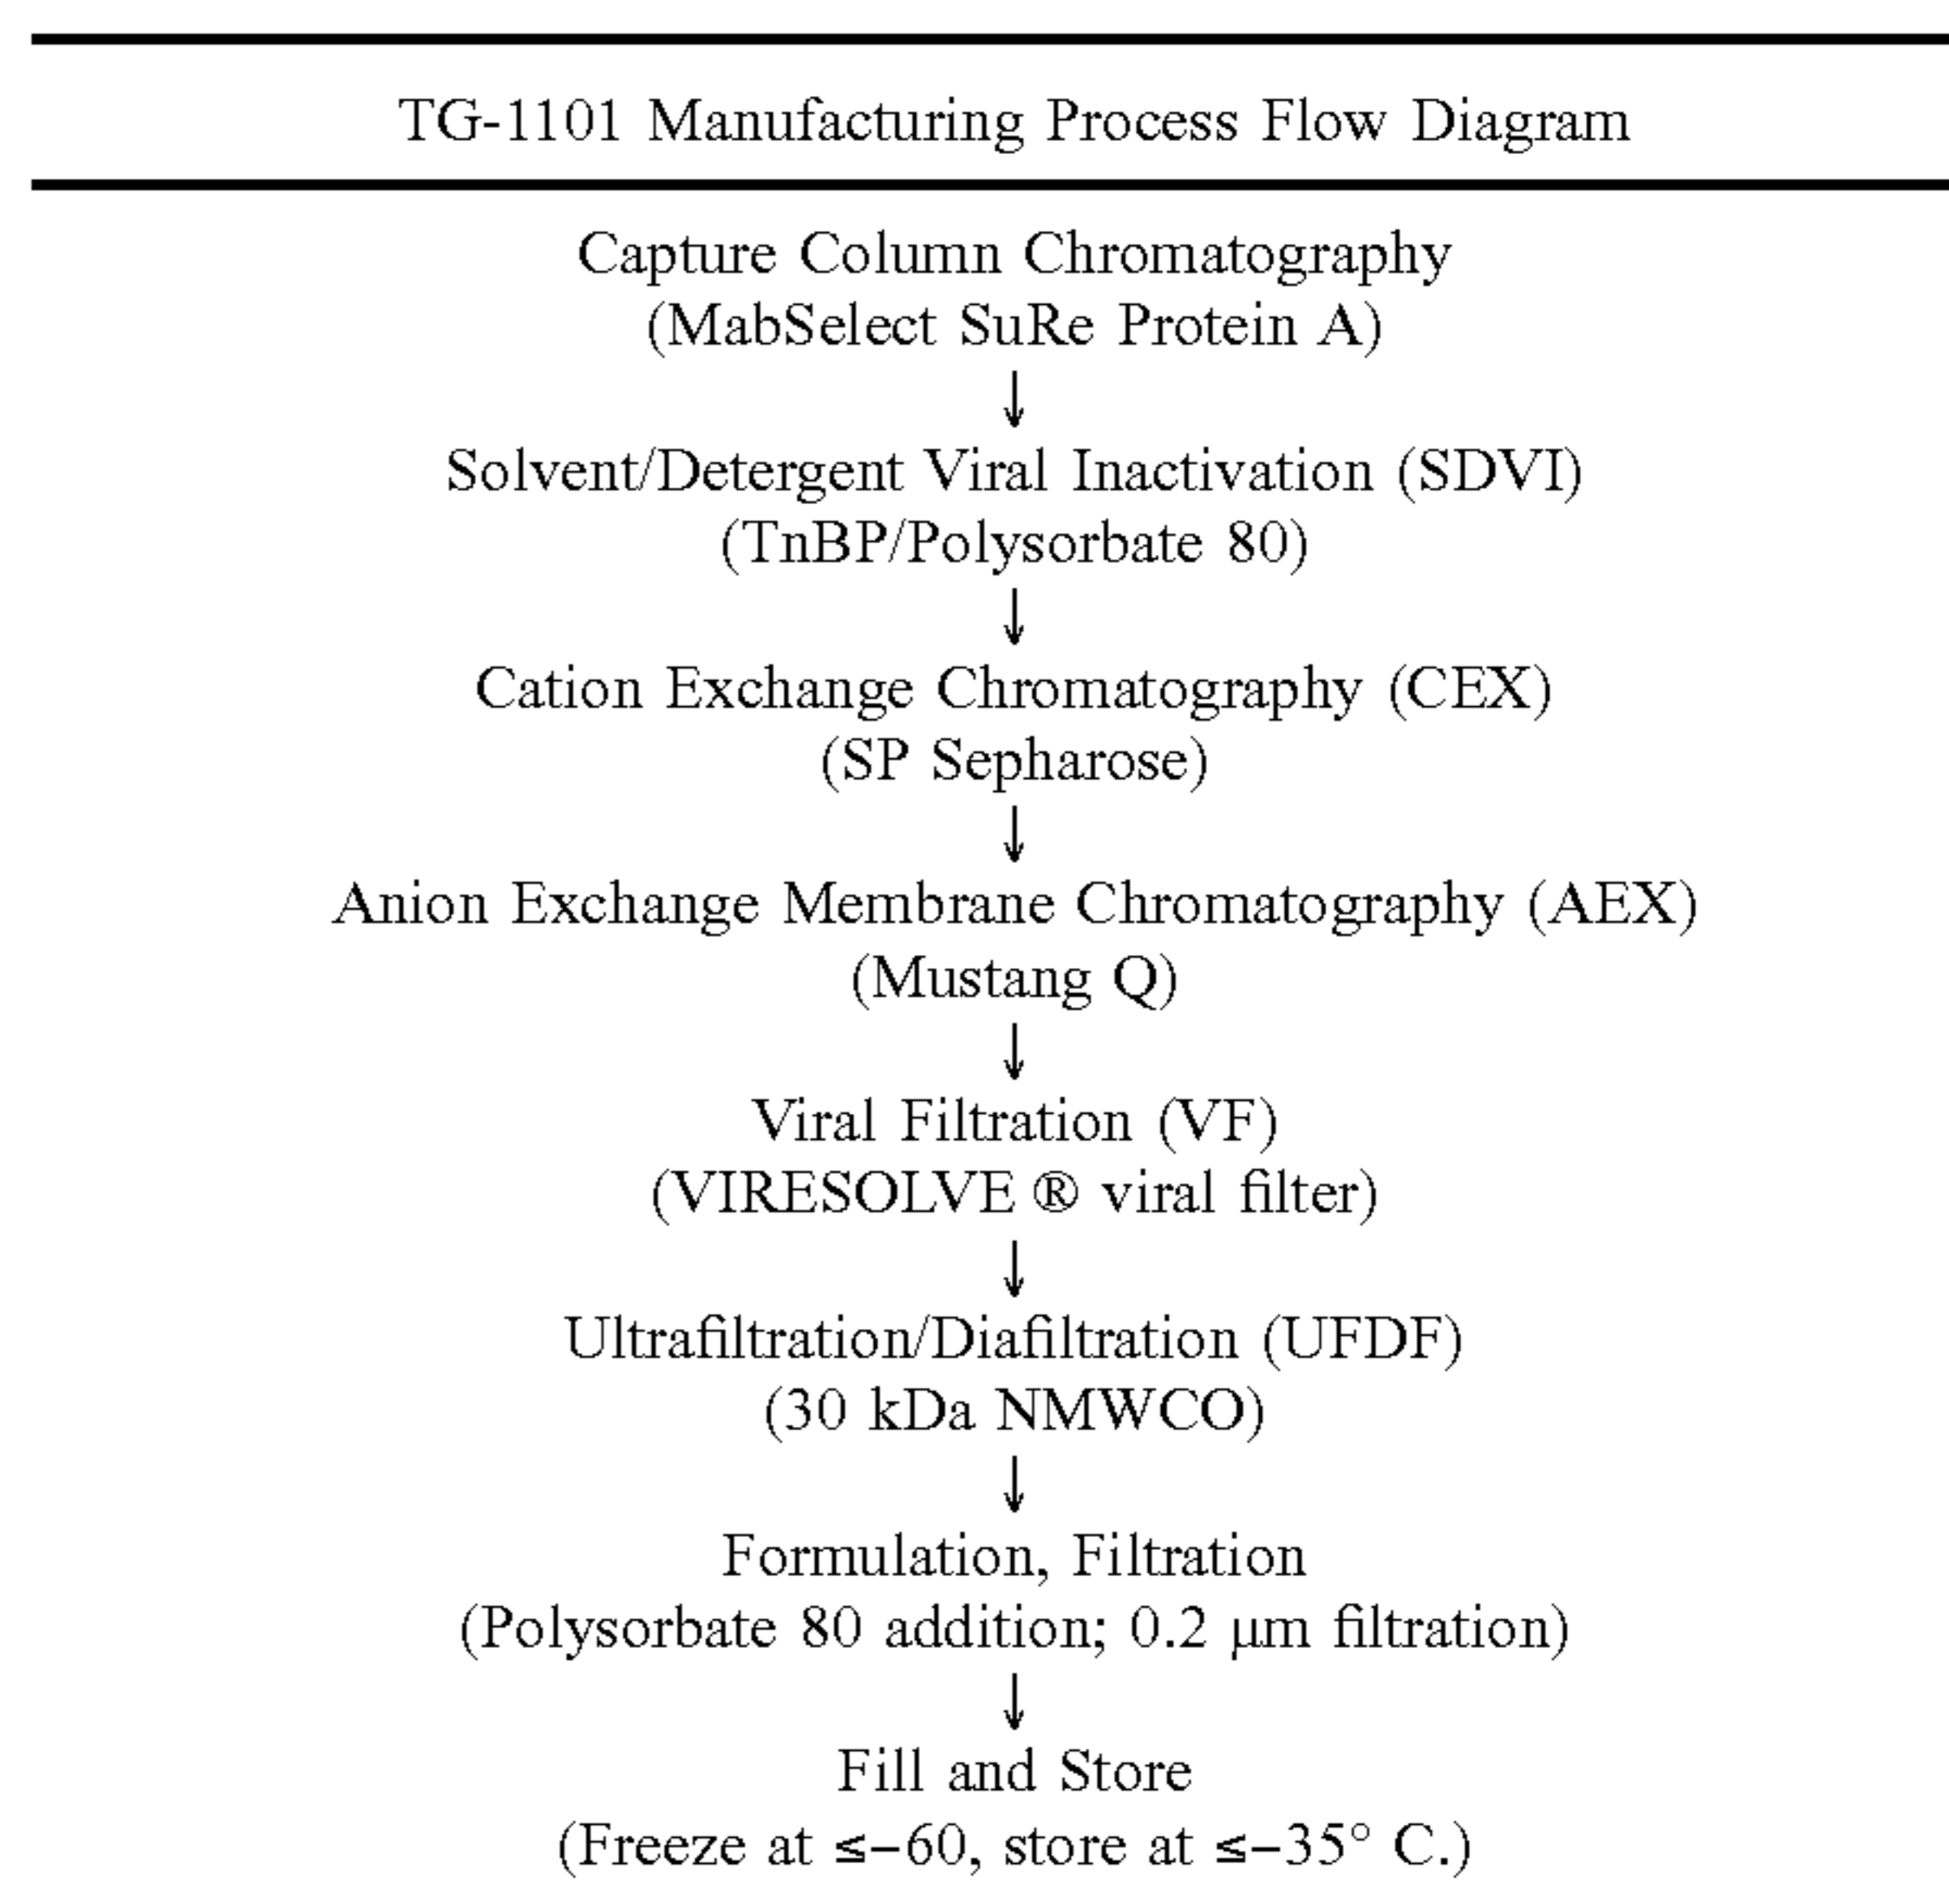 TG-1101 Manufacturing Process Flow Diagram
Capture Column Chromatography
(MabSelect SuRe Protein A)
↓
Solvent/Detergent Viral Inactivation (SDVI)
(TnBP/Polysorbate 80)
↓
Cation Exchange Chromatography (CEX)
(SP Sepharose)
↓
Anion Exchange Membrane Chromatography (AEX)
(Mustang Q)
↓
Viral Filtration (VF)
(VIRESOLVE ® viral filter)
↓
Ultrafiltration/Diafiltration (UFDF)
(30 kDa NMWCO)
↓
Formulation, Filtration
(Polysorbate 80 addition; 0.2 μm filtration)
↓
Fill and Store
(Freeze at ≤−60, store at ≤−35° C.)